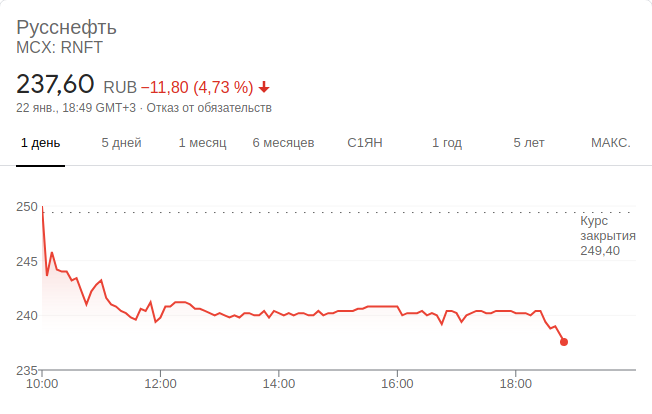 Русснефть
MCX: RNFT
237,60 RUB −11,80 (4,73 %)
22 янв., 18:49 GMT+3 · Отказ от обязательств
1 день 5 дней 1 месяц 6 месяцев С1ЯН 1 год 5 лет МАКС.
250
Курс
закрытия
249,40
245
240
235
10:00 12:00 14:00 16:00 18:00